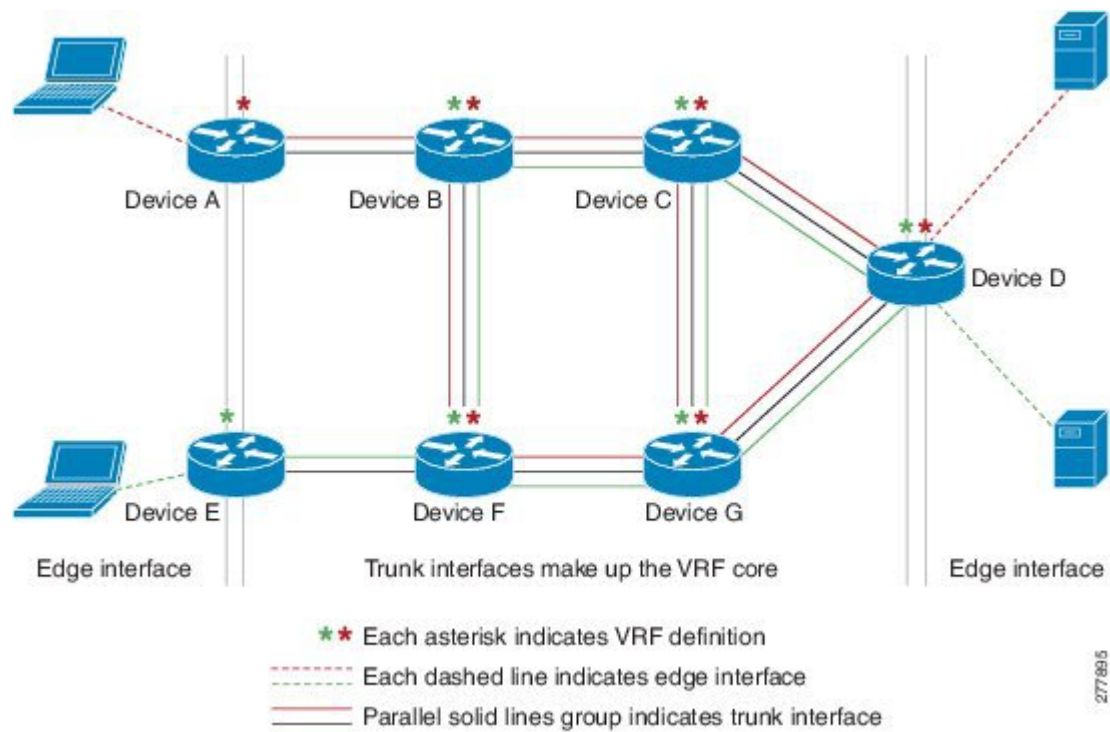 * * * * *
Device A
Device B
Device C
* *
Device D
* * * * *
Device E
Device F
Device G
Edge interface
Trunk interfaces make up the VRF core
Edge interface
* * Each asterisk indicates VRF definition
Each dashed line indicates edge interface
Parallel solid lines group indicates trunk interface
277895